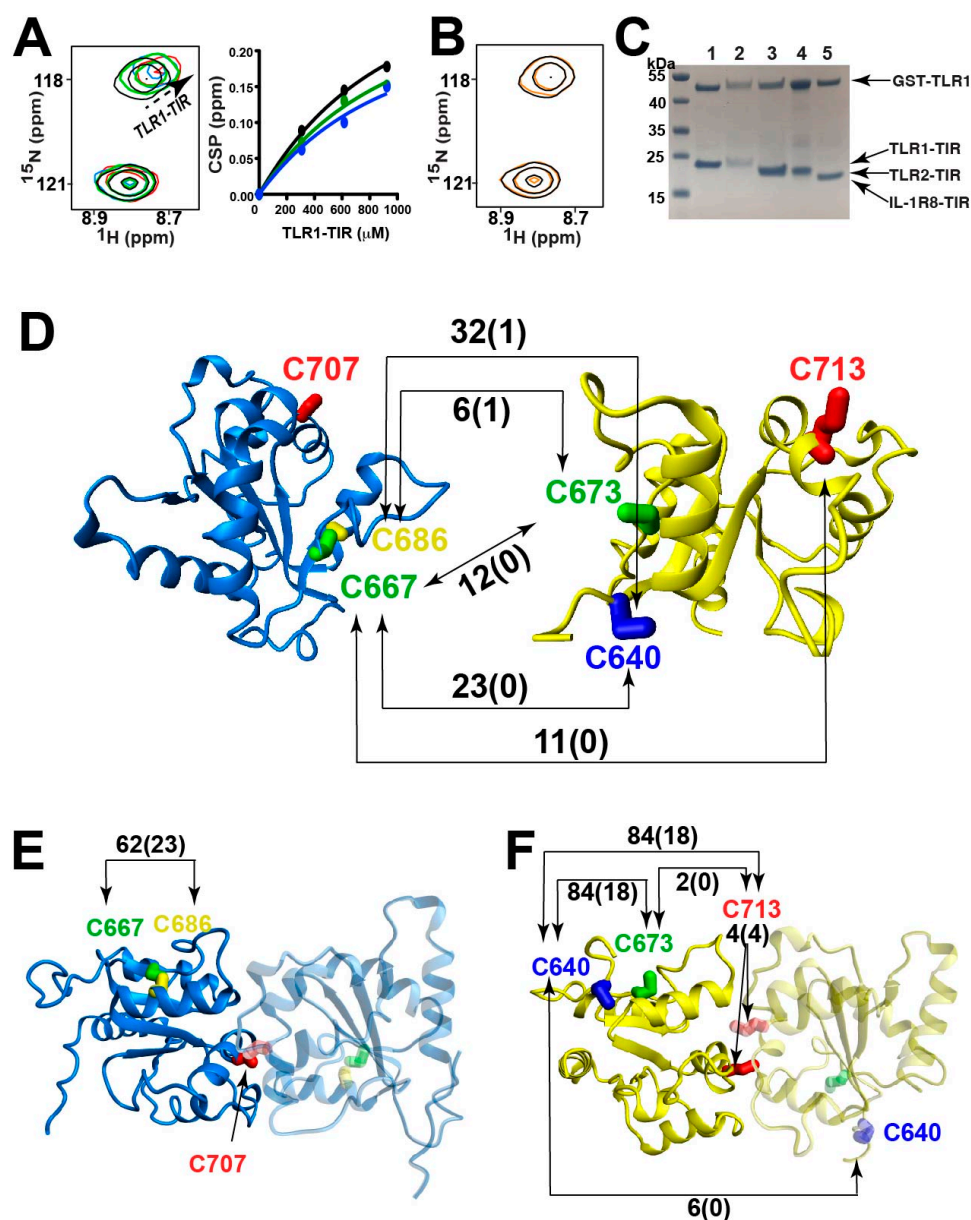 A
118
121
15N (ppm)
8.9
8.7
1H (ppm)
TLR1-TIR
CSP (ppm)
0.20
0.15
0.10
0.05
0.00
0
200
400
600
800
1000
TLR1-TIR (μM)
B
118
121
15N (ppm)
8.9
8.7
1H (ppm)
C
kDa
1 2 3 4 5
55
40
35
25
20
15
GST-TLR1
TLR1-TIR
TLR2-TIR
IL-1R8-TIR
D
32(1)
C707
C713
6(1)
C673
C686
12(0)
C667
C640
23(0)
11(0)
E
62(23)
C667 C686
C707
F
84(18)
84(18)
2(0)
C713
C673
4(4)
C640
C640
6(0)